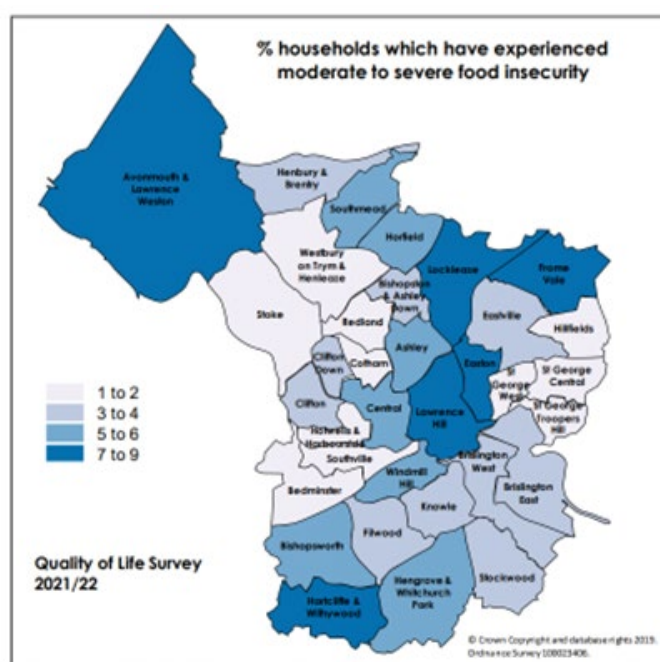 % households which have experienced
moderate to severe food insecurity
Avonmouth &
Lawrence
Weston
Henbury &
Brentry
Southmead
Horfield
Westbury
on Trym &
Henleaze
Lockleaze
Frome
Vale
Bishopston
& Ashley
Down
Stoke
Redland
Eastville
Hillfields
Ashley
Clifton
Down
Cotham
Easton
St
George
West
St George
Central
Clifton
Central
Lawrence
Hill
St George
Troopers
Hill
Hotwells &
Harbourside
Southville
Brislington
West
Windmill
Hill
Bedminster
Brislington
East
Knowle
Filwood
Bishopsworth
Stockwood
Hengrove &
Whitchurch
Park
Hartcliffe &
Withywood
1 to 2
3 to 4
5 to 6
7 to 9
Quality of Life Survey
2021/22
© Crown Copyright and database rights 2019.
Ordnance Survey 100023406.